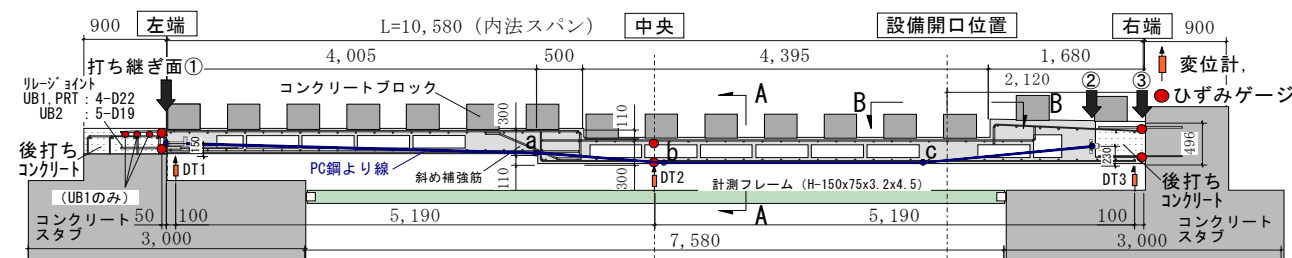 900
左端
L=10,580 (内法スパン)
中央
設備開口位置
右端
900
4,005
500
4,395
1,680
打ち継ぎ面①
2,120
変位計,
リレージョイント
UB1,PRT : 4-D22
UB2 : 5-D19
コンクリートブロック
300
110
A
B
B
②
③
ひずみゲージ
a
b
c
150
496
230
後打ち
コンクリート
PC鋼より線
斜め補強筋
110
300
DT1
DT2
DT3
(UB1のみ)
計測フレーム (H-150x75x3.2x4.5)
後打ち
コンクリート
コンクリート
スタブ
50
100
5,190
A
5,190
100
コンクリート
スタブ
3,000
7,580
3,000